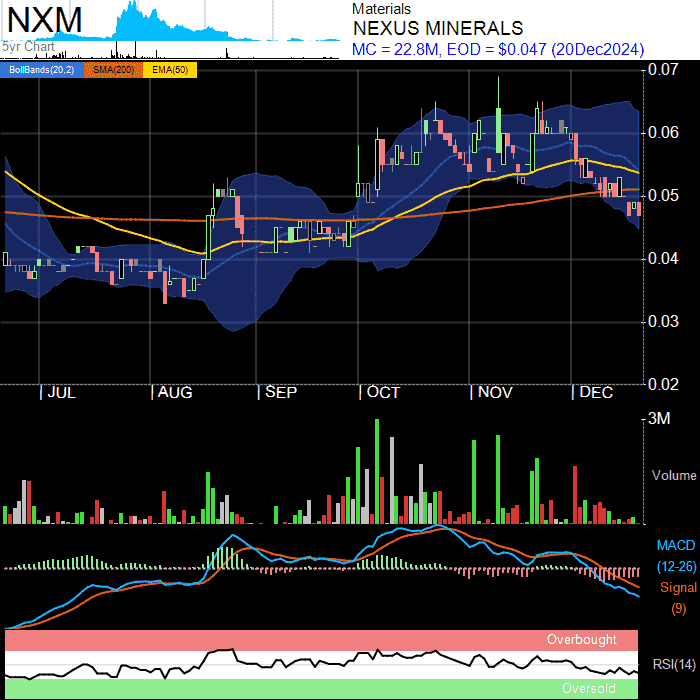 NXM
5yr Chart
Materials
NEXUS MINERALS
MC = 22.8M, EOD = $0.047 (20Dec2024)
BollBands(20,2) SMA(200) EMA(50)
0.07
0.06
0.05
0.04
0.03
0.02
JUL AUG SEP OCT NOV DEC
3M
Volume
MACD
(12-26)
Signal
(9)
Overbought
RSI(14)
Oversold